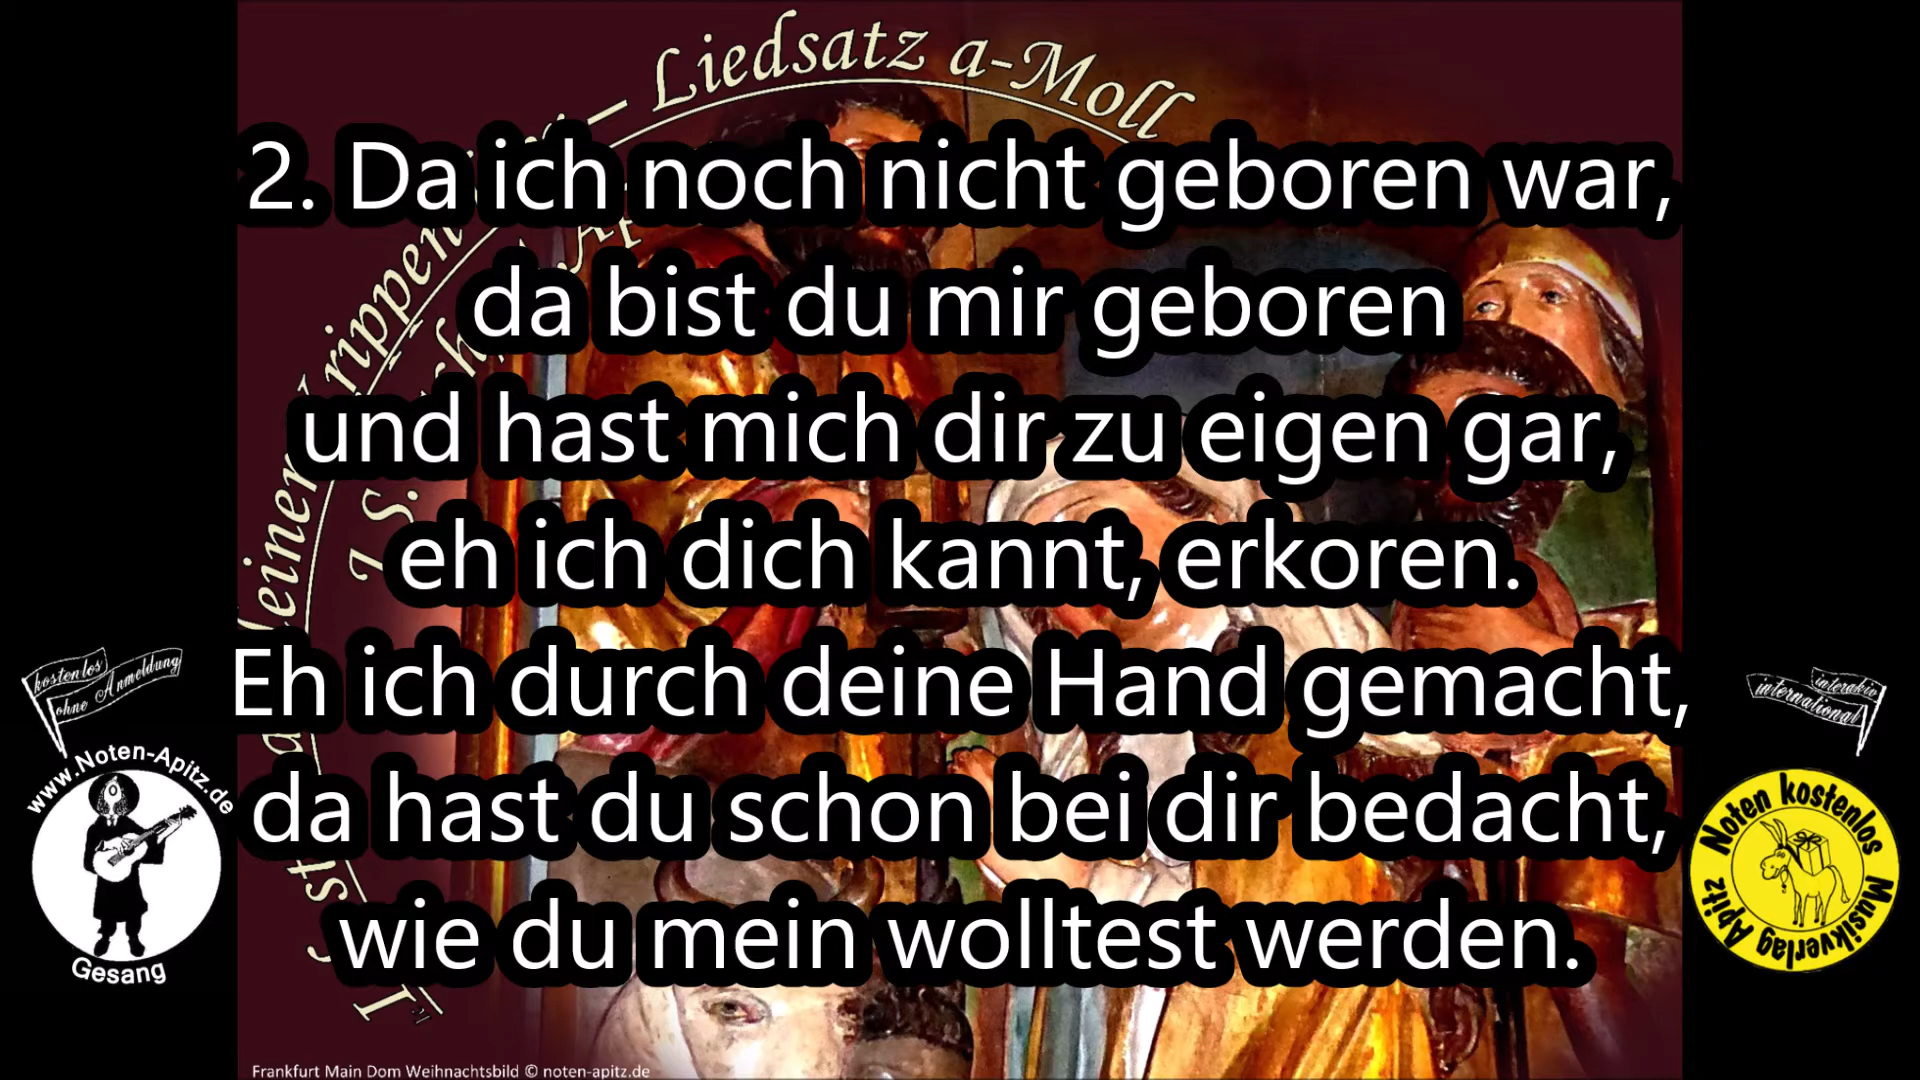 Liedsatz a-Moll
2. Da ich noch nicht geboren war,
da bist du mir geboren
und hast mich dir zu eigen gar,
eh ich dich kannt, erkoren.
Eh ich durch deine Hand gemacht,
da hast du schon bei dir bedacht,
wie du mein wolltest werden.
kostenlos
ohne Anmeldung
www.Noten-Apitz.de
Gesang
interaktiv
international
Noten kostenlos
Musikverlag Apitz
Frankfurt Main Dom Weihnachtsbild © noten-apitz.de